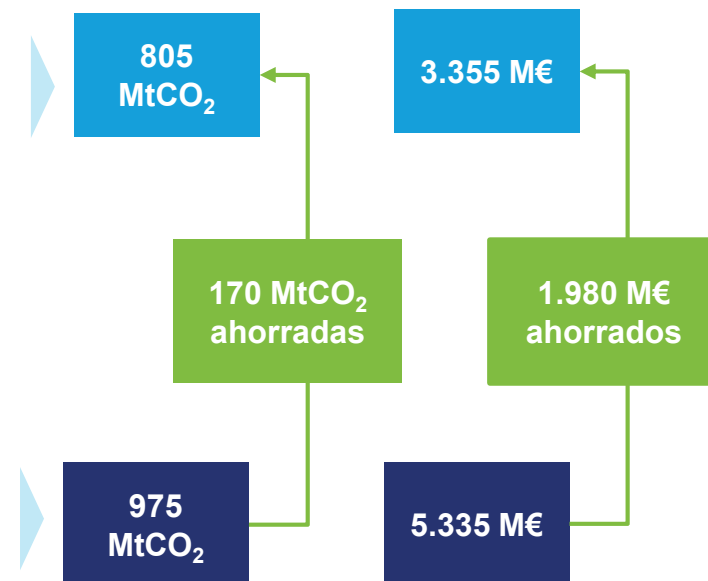 805
MtCO₂
3.355 M€
170 MtCO₂
ahorradas
1.980 M€
ahorrados
975
MtCO₂
5.335 M€